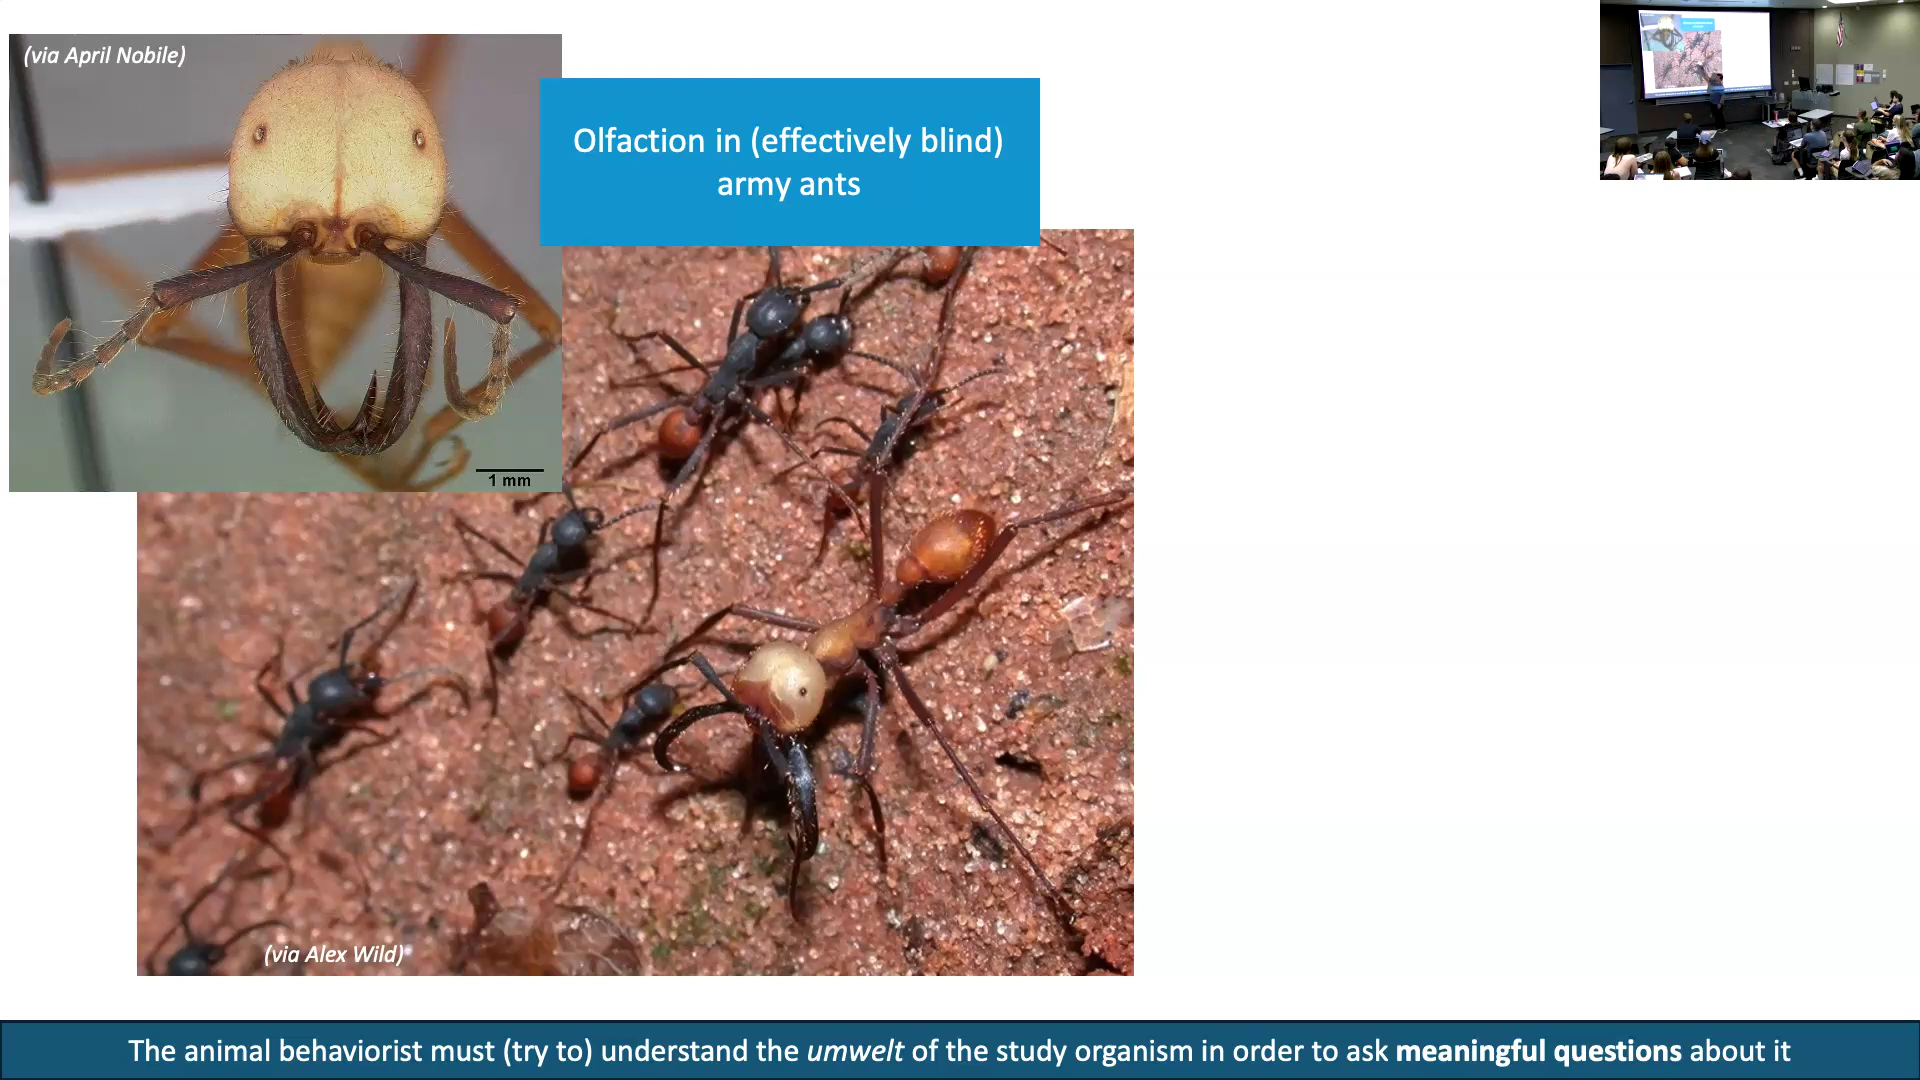 (via April Nobile)
Olfaction in (effectively blind)
army ants
1 mm
(via Alex Wild)
The animal behaviorist must (try to) understand the umwelt of the study organism in order to ask meaningful questions about it